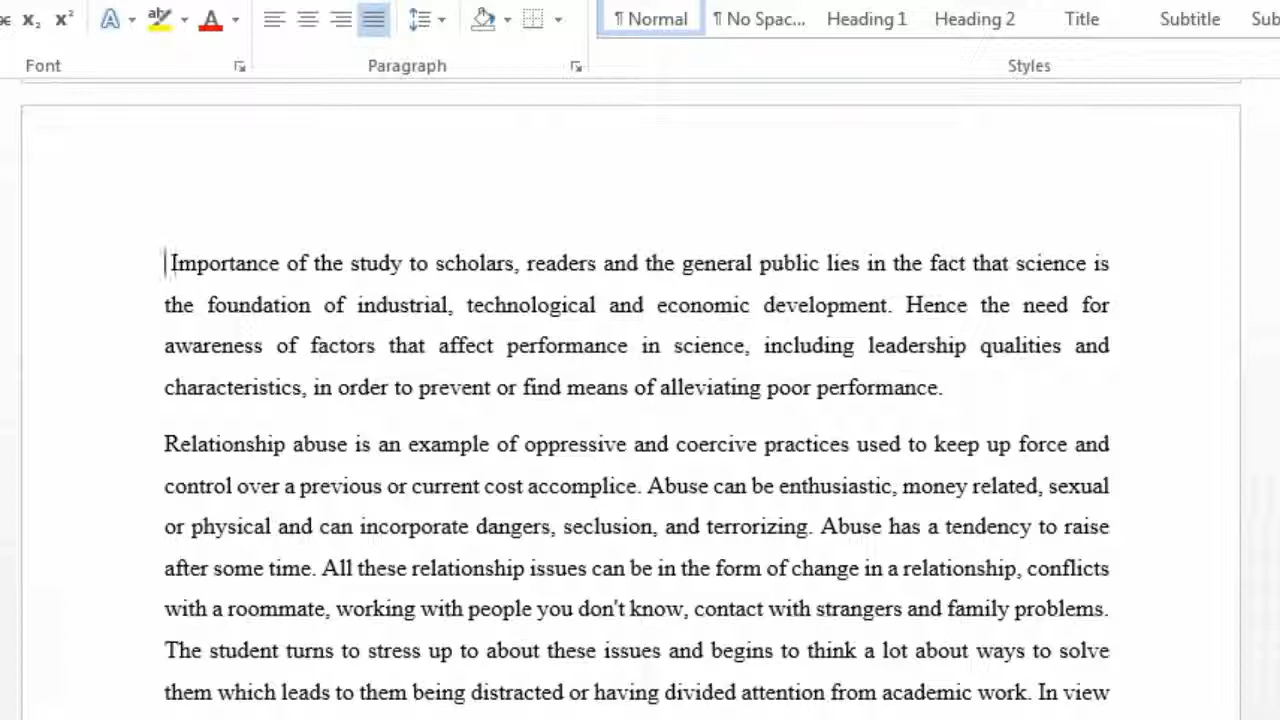 x₂ x² A aby A ¶ Normal ¶ No Spac... Heading 1 Heading 2 Title Subtitle Sub
Font Paragraph Styles
Importance of the study to scholars, readers and the general public lies in the fact that science is
the foundation of industrial, technological and economic development. Hence the need for
awareness of factors that affect performance in science, including leadership qualities and
characteristics, in order to prevent or find means of alleviating poor performance.
Relationship abuse is an example of oppressive and coercive practices used to keep up force and
control over a previous or current cost accomplice. Abuse can be enthusiastic, money related, sexual
or physical and can incorporate dangers, seclusion, and terrorizing. Abuse has a tendency to raise
after some time. All these relationship issues can be in the form of change in a relationship, conflicts
with a roommate, working with people you don't know, contact with strangers and family problems.
The student turns to stress up to about these issues and begins to think a lot about ways to solve
them which leads to them being distracted or having divided attention from academic work. In view